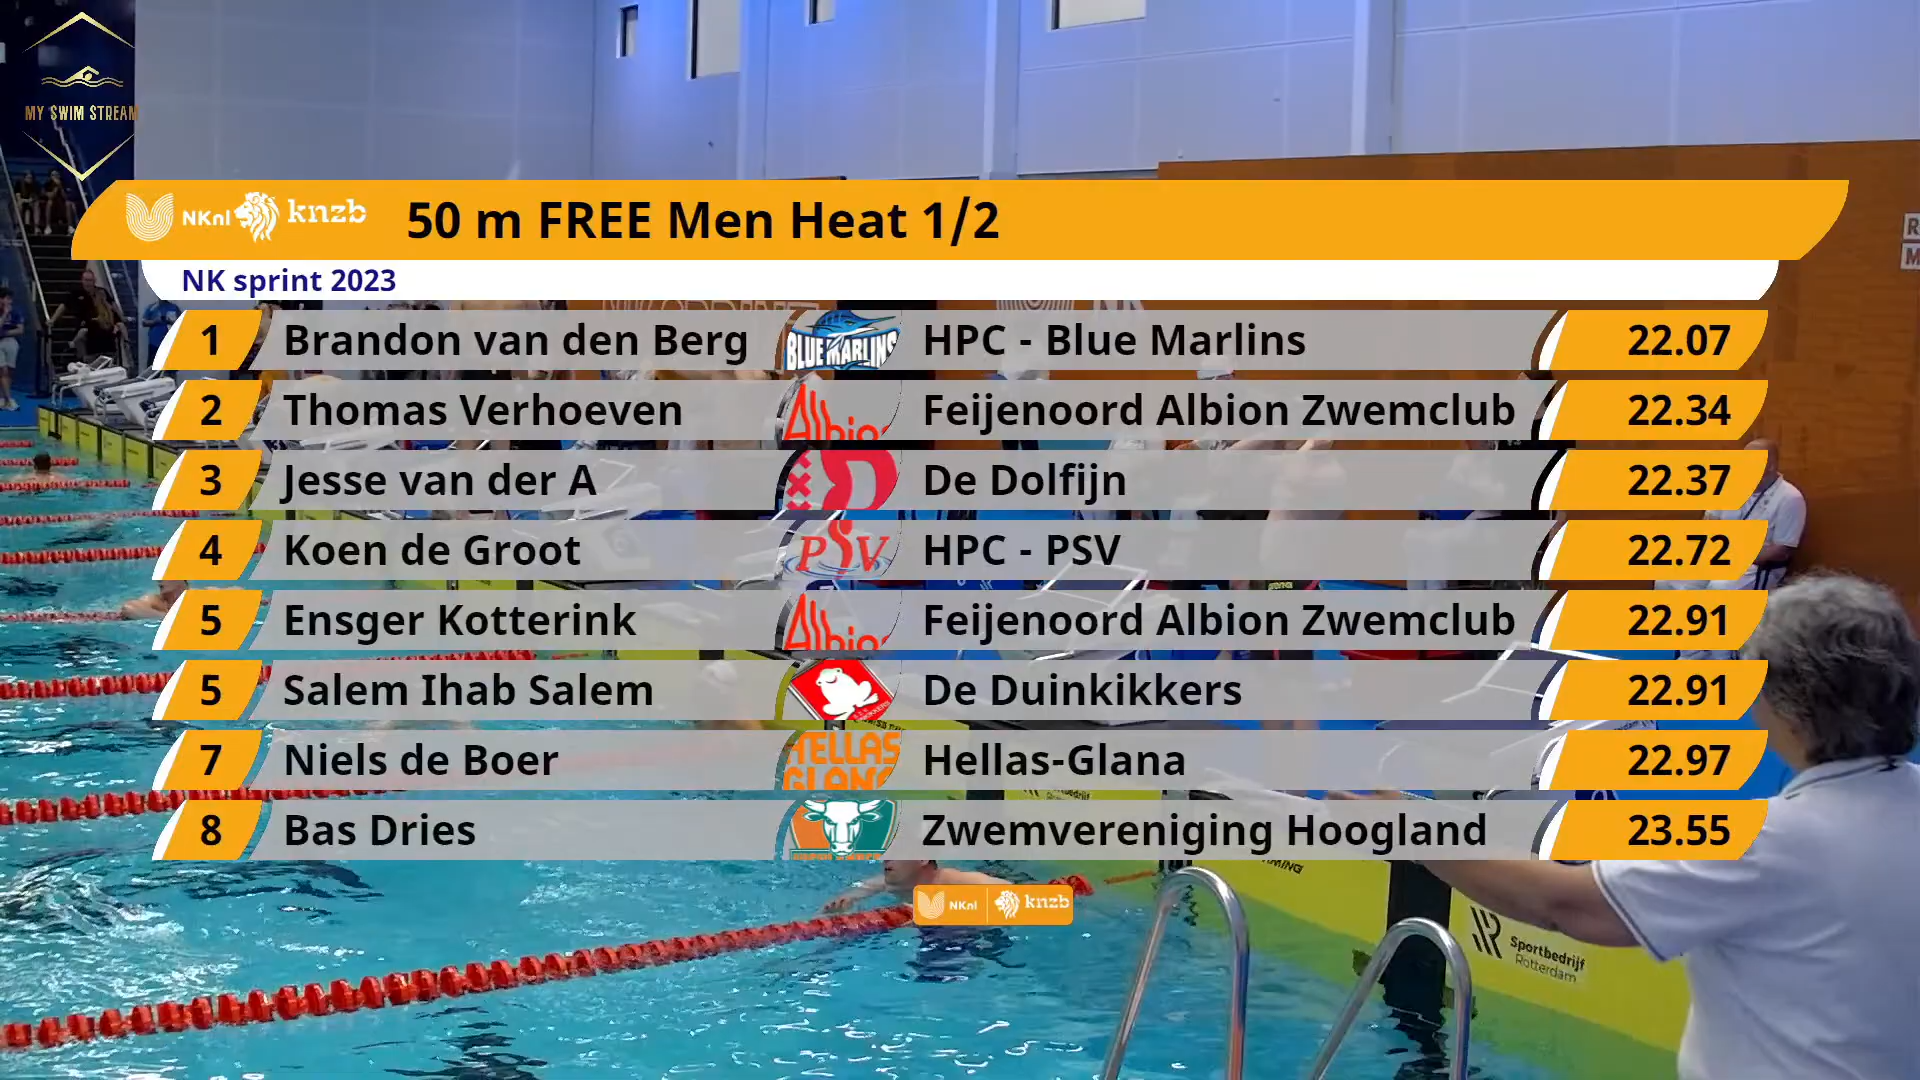 MY SWIM STREAM
NKnl knzb 50 m FREE Men Heat 1/2
NK sprint 2023
1 Brandon van den Berg BLUE MARLINS HPC - Blue Marlins 22.07
2 Thomas Verhoeven Albion Feijenoord Albion Zwemclub 22.34
3 Jesse van der A De Dolfijn 22.37
4 Koen de Groot PSV HPC - PSV 22.72
5 Ensger Kotterink Albion Feijenoord Albion Zwemclub 22.91
5 Salem Ihab Salem De Duinkikkers 22.91
7 Niels de Boer HELLAS GLANA Hellas-Glana 22.97
8 Bas Dries Zwemvereniging Hoogland 23.55
NKnl knzb
Sportbedrijf
Rotterdam